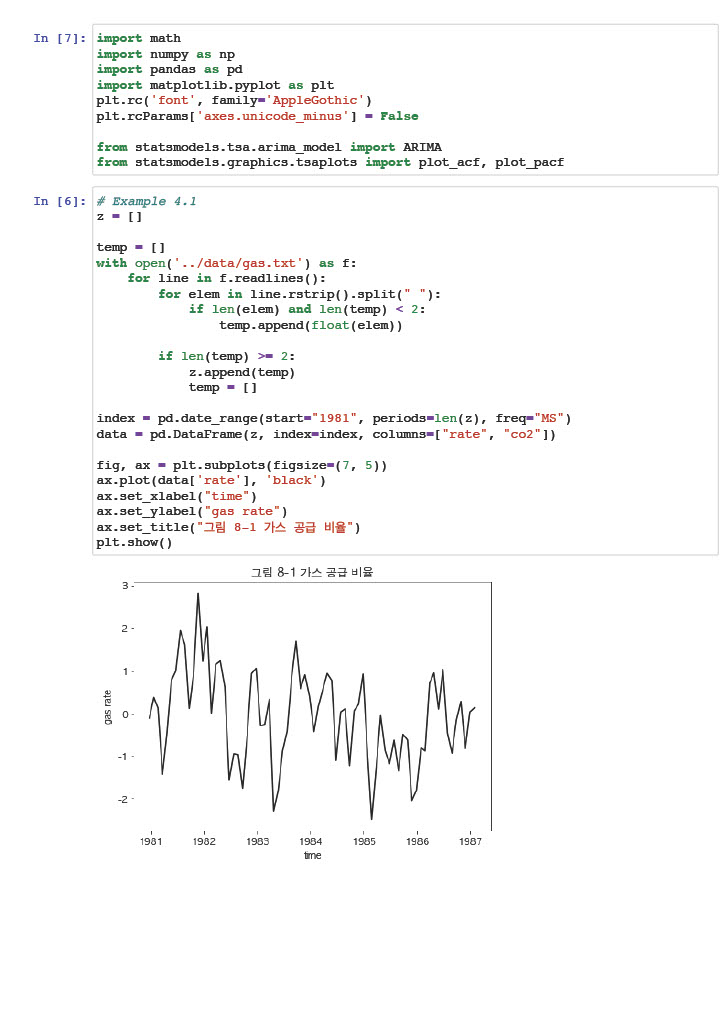 In [7]: import math
import numpy as np
import pandas as pd
import matplotlib.pyplot as plt
plt.rc('font', family='AppleGothic')
plt.rcParams['axes.unicode_minus'] = False
from statsmodels.tsa.arima_model import ARIMA
from statsmodels.graphics.tsaplots import plot_acf, plot_pacf
In [6]: # Example 4.1
z = []
temp = []
with open('../data/gas.txt') as f:
for line in f.readlines():
for elem in line.rstrip().split(" "):
if len(elem) and len(temp) < 2:
temp.append(float(elem))
if len(temp) >= 2:
z.append(temp)
temp = []
index = pd.date_range(start="1981", periods=len(z), freq="MS")
data = pd.DataFrame(z, index=index, columns=["rate", "co2"])
fig, ax = plt.subplots(figsize=(7, 5))
ax.plot(data['rate'], 'black')
ax.set_xlabel("time")
ax.set_ylabel("gas rate")
ax.set_title("그림 8-1 가스 공급 비율")
plt.show()
그림 8-1 가스 공급 비율
3
2
1
0
-1
-2
gas rate
1981 1982 1983 1984 1985 1986 1987
time